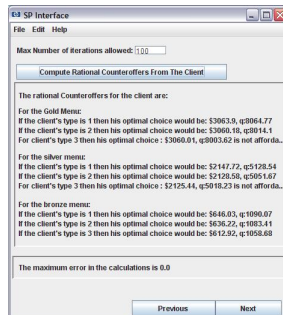 SP Interface
File Edit Help
Max Number of iterations allowed: 100
Compute Rational Counteroffers From The Client
The rational Counteroffers for the client are:
For the Gold Menu:
If the client's type is 1 then his optimal choice would be: $3063.9, q:8064.77
If the client's type is 2 then his optimal choice would be: $3060.18, q:8014.1
For client's type 3 then his optimal choice : $3060.01, q:8003.62 is not afforda...
For the silver menu:
If the client's type is 1 then his optimal choice would be: $2147.72, q:5128.54
If the client's type is 2 then his optimal choice would be: $2128.58, q:5051.67
For client's type 3 then his optimal choice : $2125.44, q:5018.23 is not afforda...
For the bronze menu:
If the client's type is 1 then his optimal choice would be: $646.03, q:1090.07
If the client's type is 2 then his optimal choice would be: $636.22, q:1083.41
If the client's type is 3 then his optimal choice would be: $612.92, q:1058.68
The maximum error in the calculations is 0.0
Previous Next